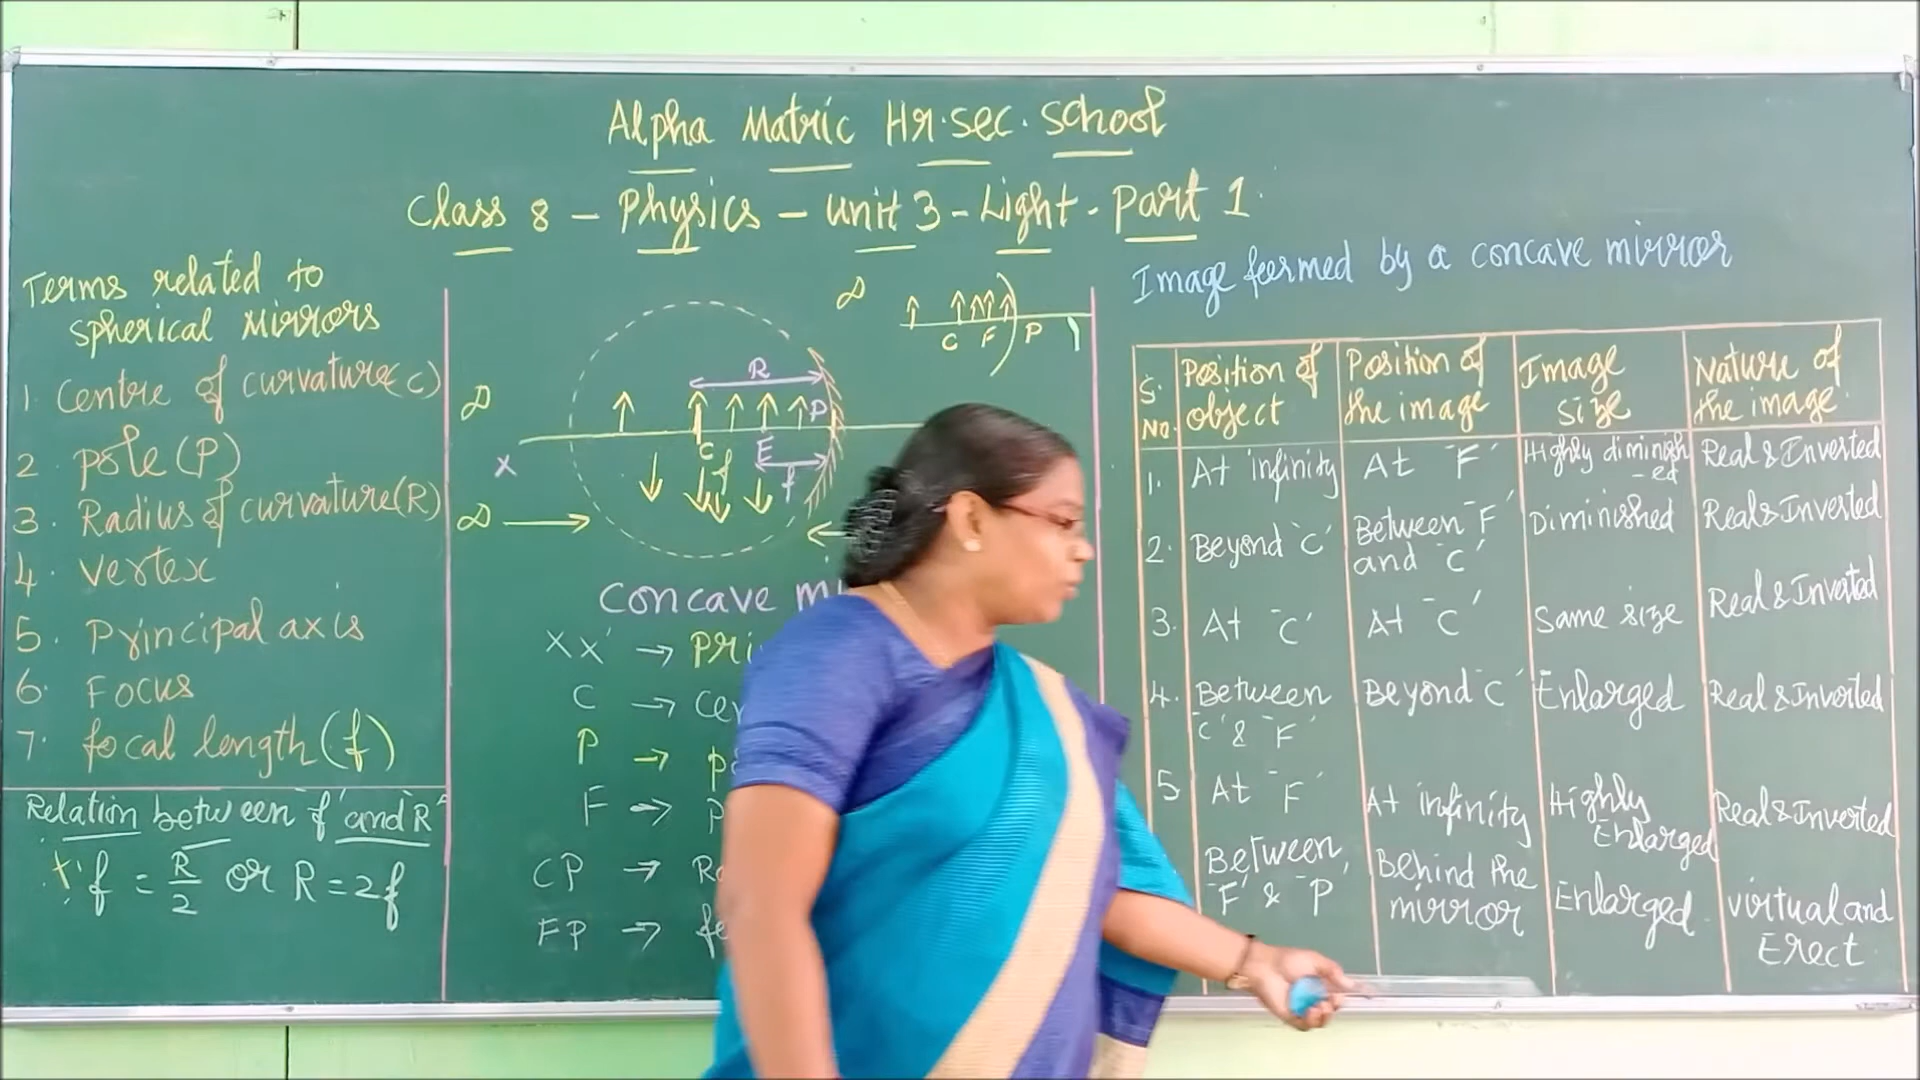 Alpha Matric Hr.sec.school
Class 8 - Physics - Unit 3 - Light - Part 1
Terms related to
spherical Mirrors
1. Centre of curvature(c)
2. pole (P)
3. Radius of curvature(R)
4. vertex
5. Principal axis
6. Focus
7. focal length (f)
Relation between 'f' and 'R'
f = R/2 or R = 2f
∞
C F P
R
∞
P
C E
X
f f
∞
Concave
XX' →
C →
P →
F →
CP →
FP →
Image formed by a concave mirror
S. No. Position of object Position of the image Image size Nature of the image
1. At infinity At 'F' Highly diminish-ed Real & Inverted
2. Beyond 'C' Between 'F' and 'C' Diminished Real & Inverted
3. At 'C' At 'C' Same size Real & Inverted
4. Between 'C' & 'F' Beyond 'C' Enlarged Real & Inverted
5 At 'F' At infinity Highly Enlarged Real & Inverted
Between 'F' & 'P' Behind the mirror Enlarged virtual and Erect